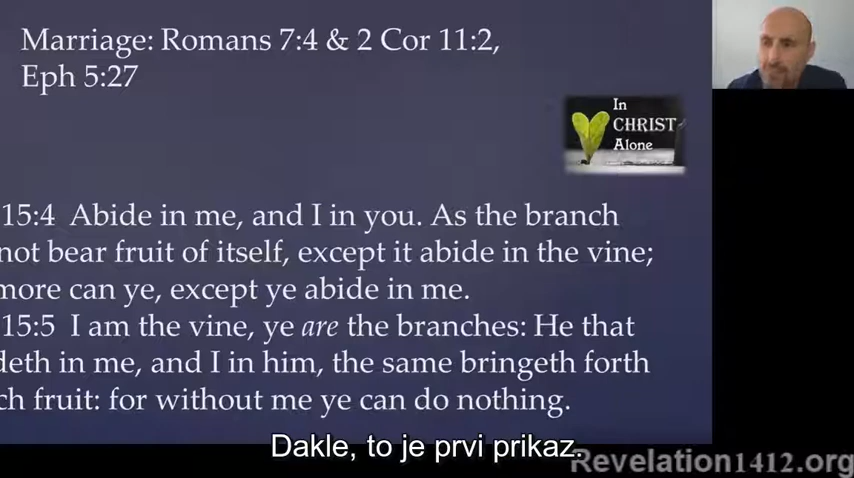 Marriage: Romans 7:4 & 2 Cor 11:2,
Eph 5:27
In
CHRIST
Alone
15:4 Abide in me, and I in you. As the branch
not bear fruit of itself, except it abide in the vine;
more can ye, except ye abide in me.
15:5 I am the vine, ye are the branches: He that
deth in me, and I in him, the same bringeth forth
ch fruit: for without me ye can do nothing.
Dakle, to je prvi prikaz.
Revelation1412.org